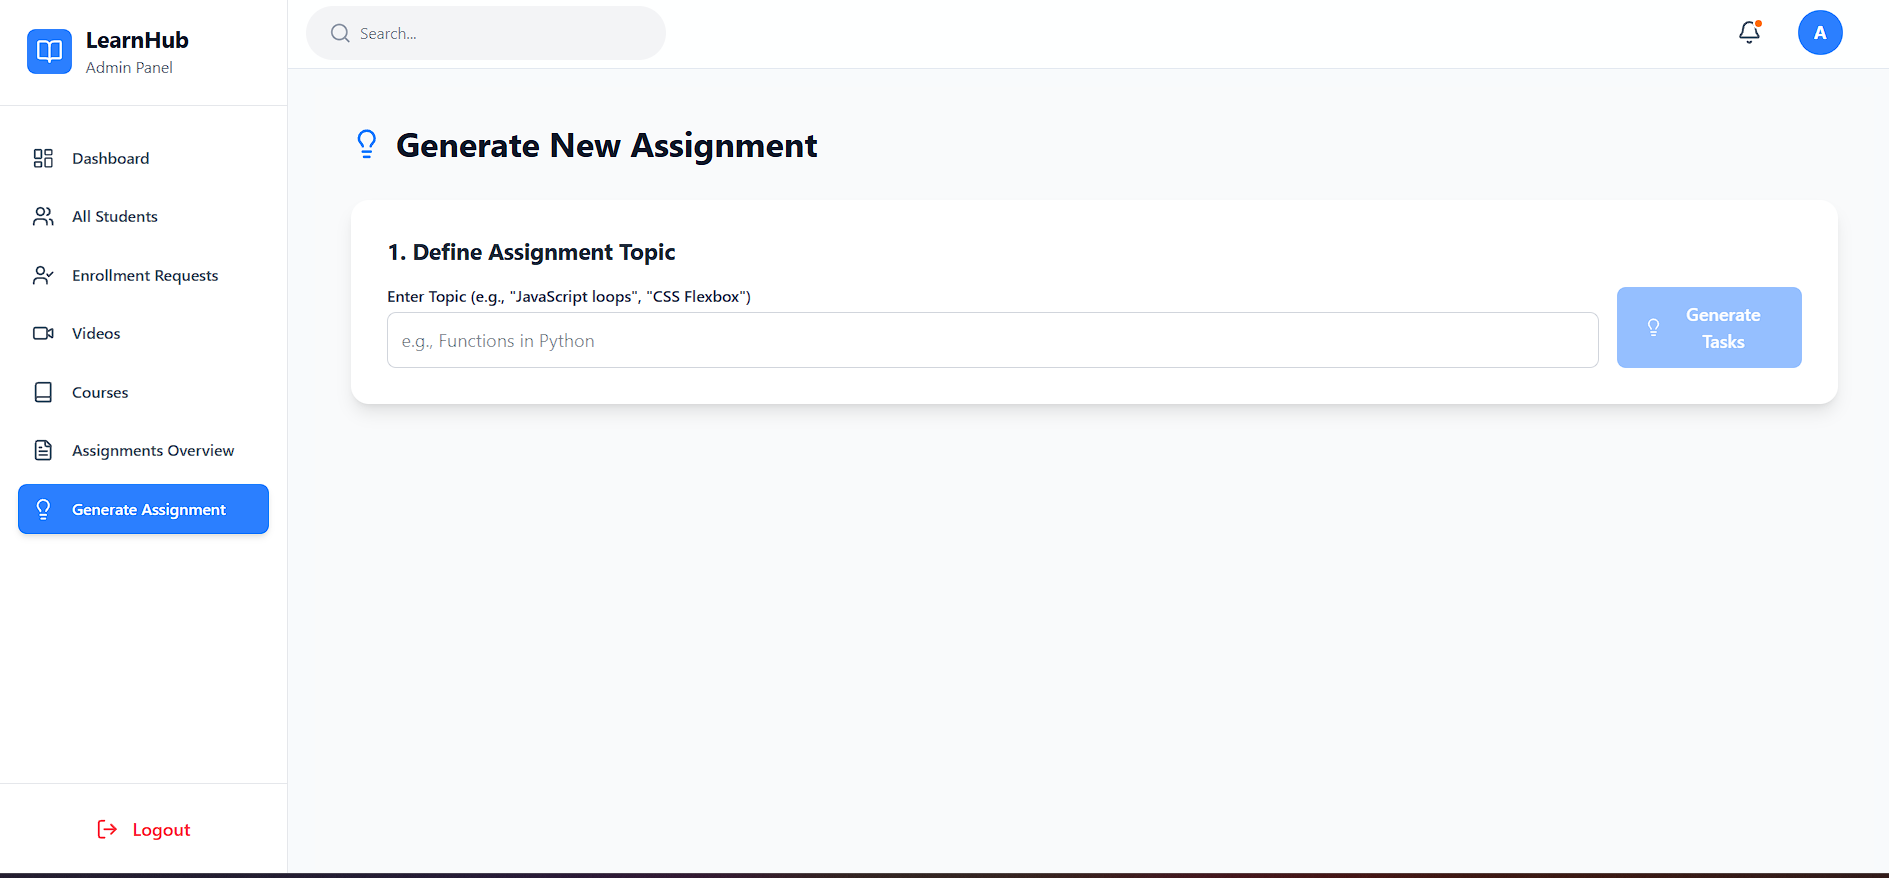 LearnHub
Admin Panel
Search...
A
Dashboard
All Students
Enrollment Requests
Videos
Courses
Assignments Overview
Generate Assignment
Logout
Generate New Assignment
1. Define Assignment Topic
Enter Topic (e.g., "JavaScript loops", "CSS Flexbox")
e.g., Functions in Python
Generate
Tasks